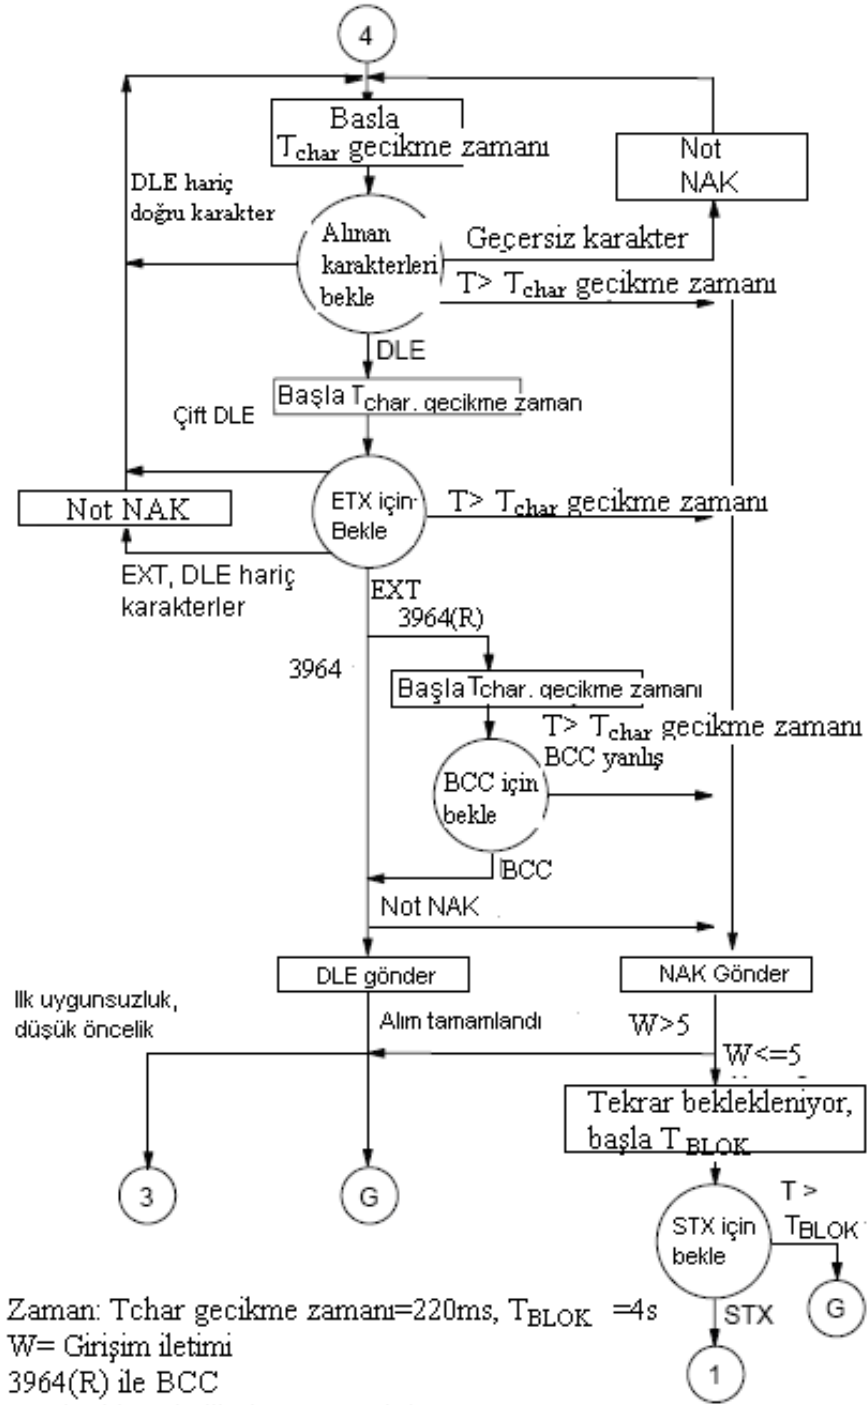 4
Basla
Tchar gecikme zamanı
Not
NAK
DLE hariç
doğru karakter
Alınan
karakterleri
bekle
Geçersiz karakter
T> Tchar gecikme zamanı
DLE
Başla Tchar. gecikme zaman
Çift DLE
Not NAK
ETX için
Bekle
T> Tchar gecikme zamanı
EXT, DLE hariç
karakterler
EXT
3964(R)
3964
Başla Tchar. gecikme zamanı
T> Tchar gecikme zamanı
BCC yanlış
BCC için
bekle
BCC
Not NAK
DLE gönder
NAK Gönder
Ilk uygunsuzluk,
düşük öncelik
Alım tamamlandı
W>5
W<=5
Tekrar beklekleniyor,
başla TBLOK
3
G
STX için
bekle
T >
TBLOK
G
STX
1
Zaman: Tchar gecikme zamanı=220ms, TBLOK =4s
W= Girişim iletimi
3964(R) ile BCC